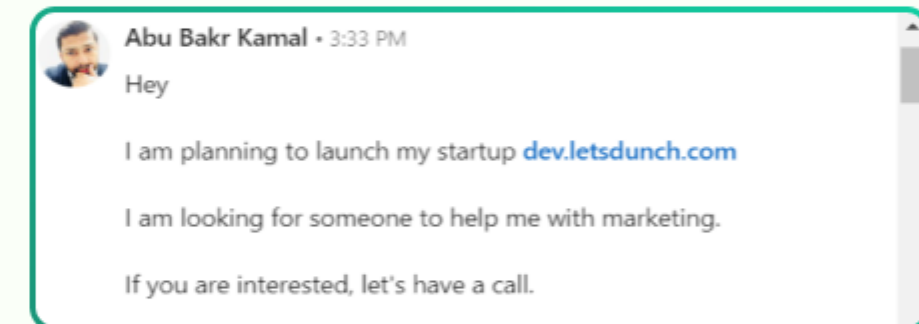 Abu Bakr Kamal • 3:33 PM
Hey
I am planning to launch my startup dev.letsdunch.com
I am looking for someone to help me with marketing.
If you are interested, let's have a call.